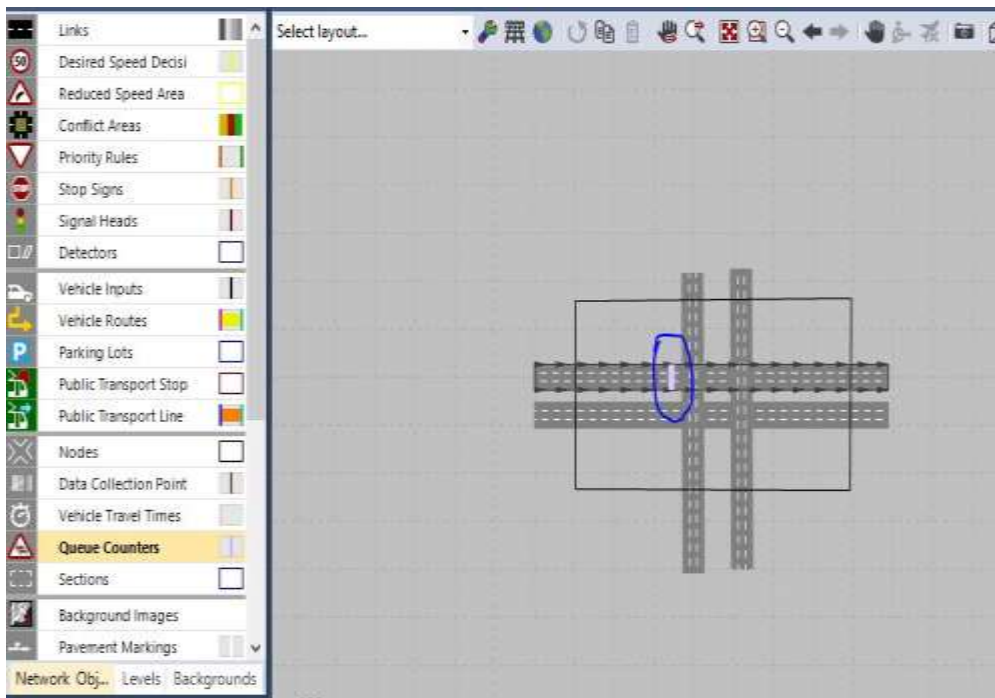 Links
Select layout...
50
Desired Speed Decisi
Reduced Speed Area
Conflict Areas
Priority Rules
STOP
Stop Signs
Signal Heads
Detectors
Vehicle Inputs
Vehicle Routes
P
Parking Lots
Public Transport Stop
Public Transport Line
Nodes
Data Collection Point
Vehicle Travel Times
Queue Counters
Sections
Background Images
Pavement Markings
Network Obj... Levels Backgrounds